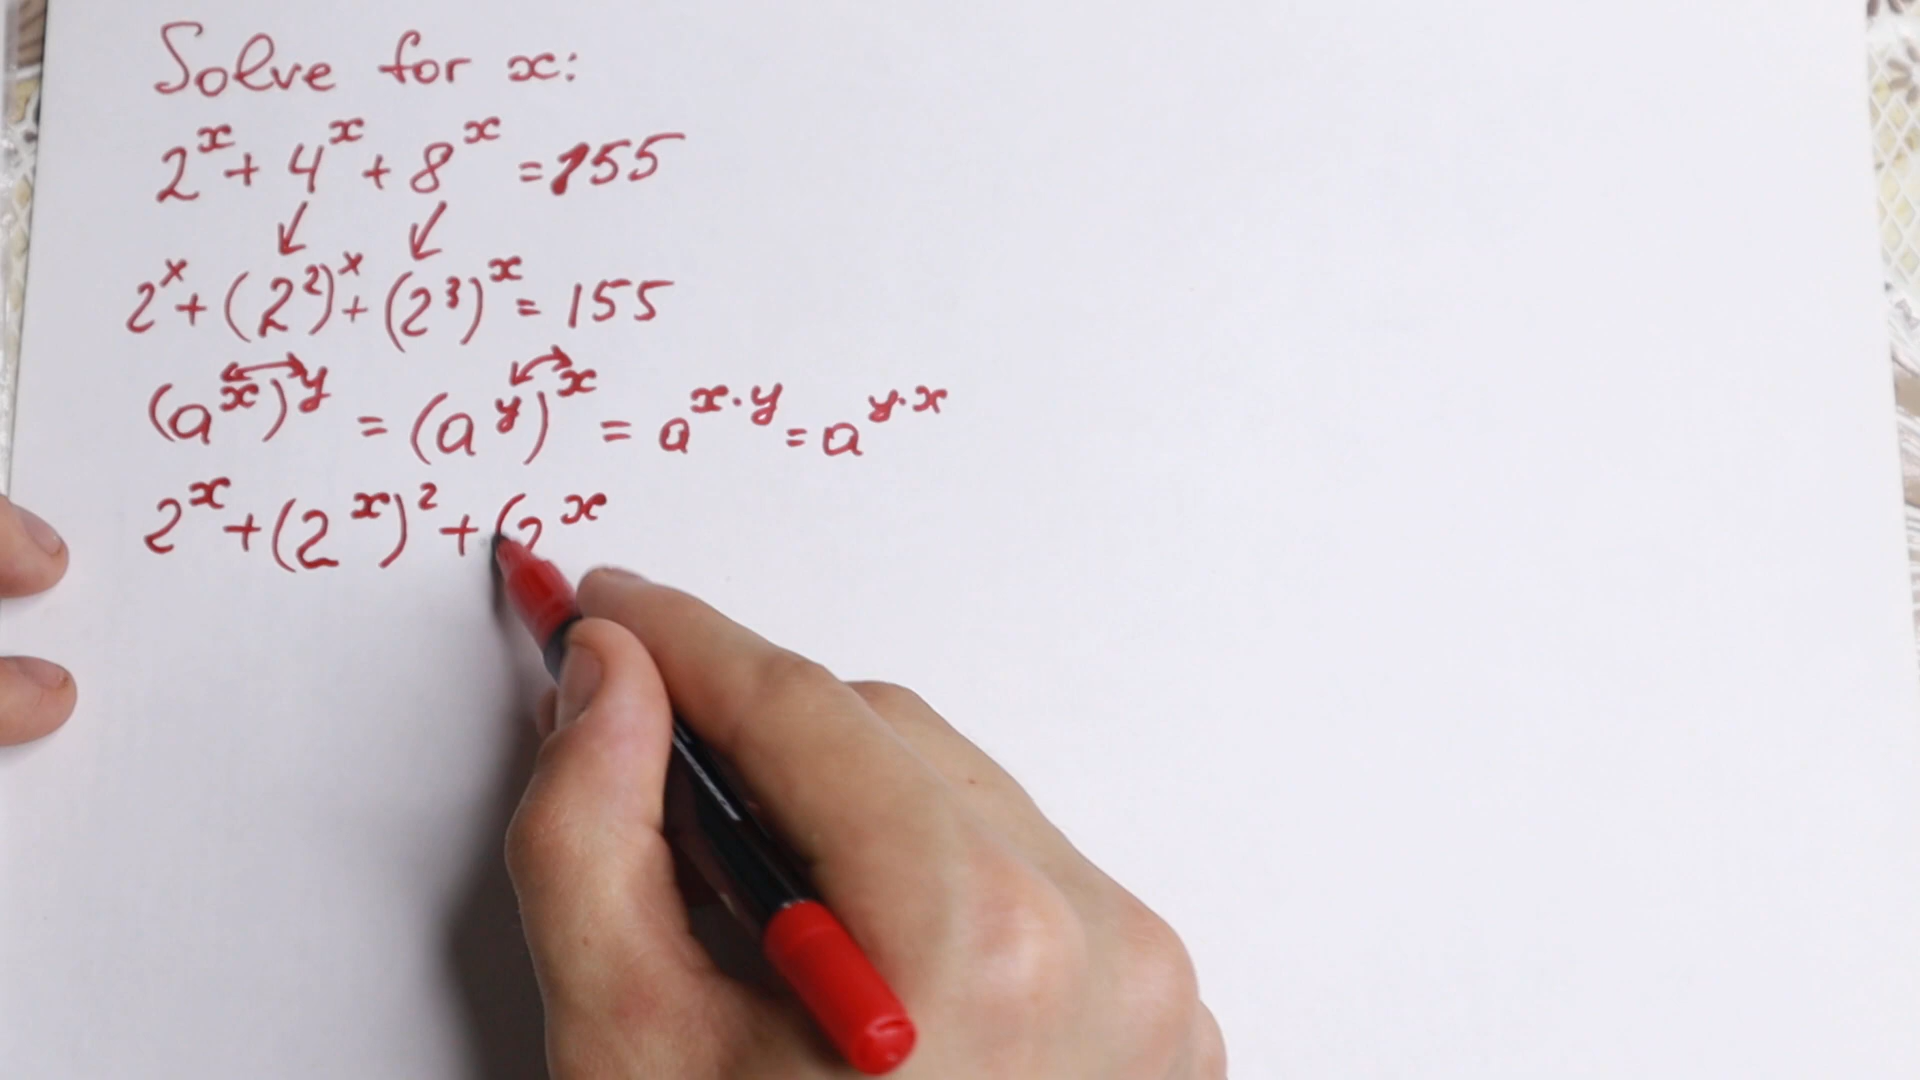 Solve for x:
2^x + 4^x + 8^x = 155
2^x + (2^2)^x + (2^3)^x = 155
(a^x)^y = (a^y)^x = a^{x·y} = a^{y·x}
2^x + (2^x)^2 + (2^x